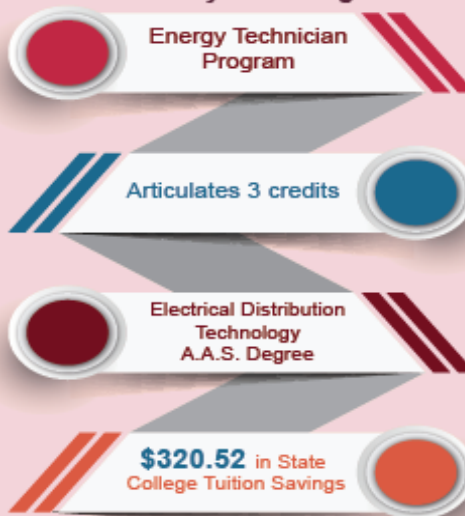 Energy Technician
Program
Articulates 3 credits
Electrical Distribution
Technology
A.A.S. Degree
$320.52 in State
College Tuition Savings